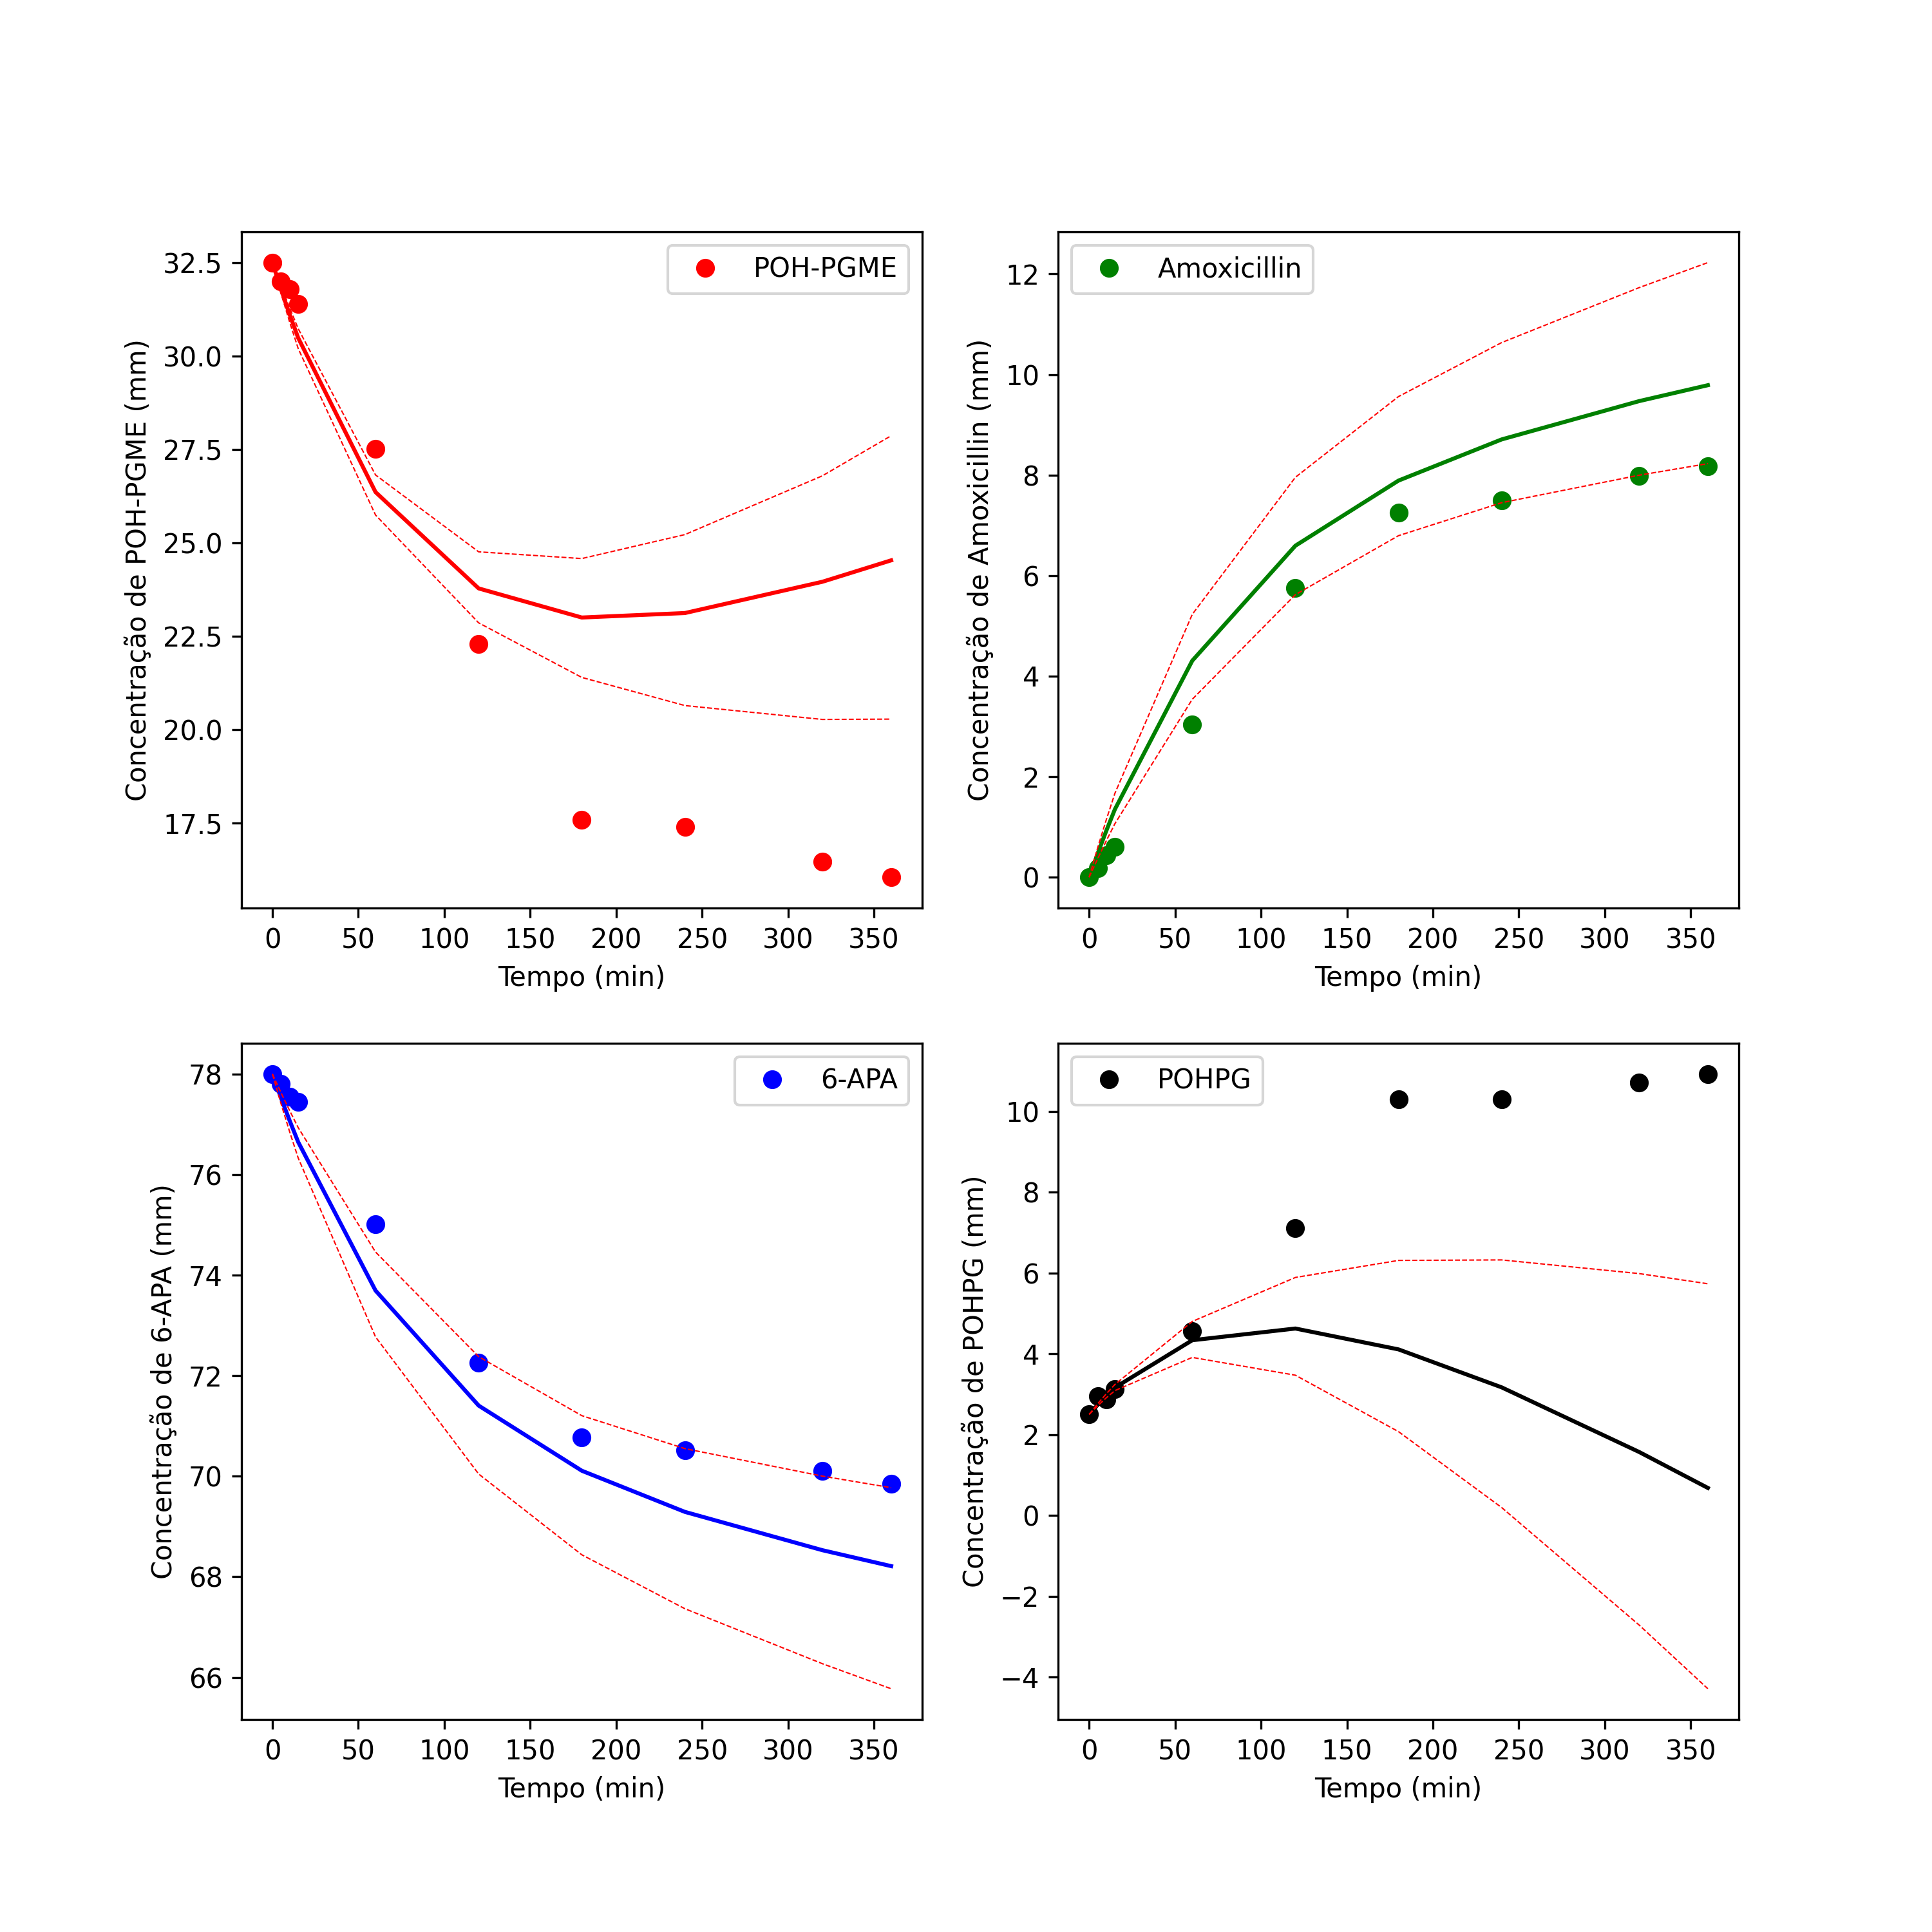 POH-PGME
Concentração de POH-PGME (mm)
32.5
30.0
27.5
25.0
22.5
20.0
17.5
0 50 100 150 200 250 300 350
Tempo (min)
Amoxicillin
Concentração de Amoxicillin (mm)
12
10
8
6
4
2
0
0 50 100 150 200 250 300 350
Tempo (min)
6-APA
Concentração de 6-APA (mm)
78
76
74
72
70
68
66
0 50 100 150 200 250 300 350
Tempo (min)
POHPG
Concentração de POHPG (mm)
10
8
6
4
2
0
−2
−4
0 50 100 150 200 250 300 350
Tempo (min)